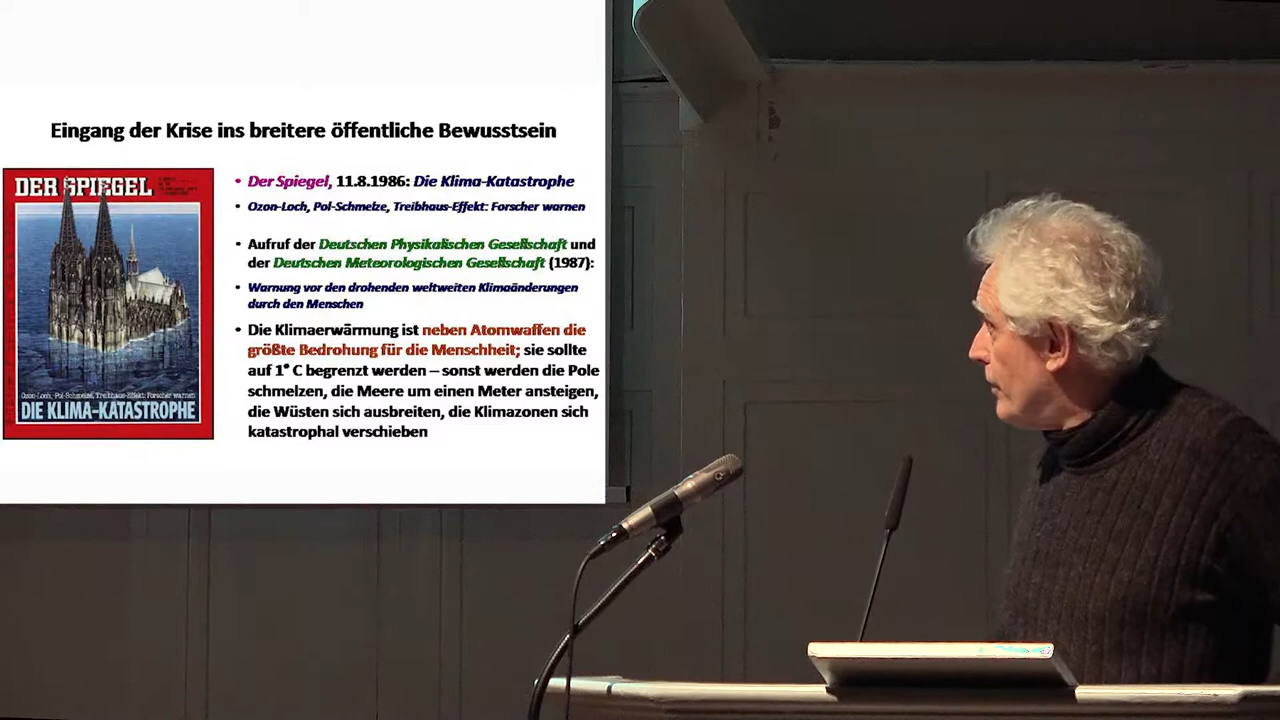 Eingang der Krise ins breitere öffentliche Bewusstsein
DER SPIEGEL
Ozon-Loch, Pol-Schmelze, Treibhaus-Effekt: Forscher warnen
DIE KLIMA-KATASTROPHE
• Der Spiegel, 11.8.1986: Die Klima-Katastrophe
• Ozon-Loch, Pol-Schmelze, Treibhaus-Effekt: Forscher warnen
• Aufruf der Deutschen Physikalischen Gesellschaft und
der Deutschen Meteorologischen Gesellschaft (1987):
• Warnung vor den drohenden weltweiten Klimaänderungen
durch den Menschen
• Die Klimaerwärmung ist neben Atomwaffen die
größte Bedrohung für die Menschheit; sie sollte
auf 1° C begrenzt werden – sonst werden die Pole
schmelzen, die Meere um einen Meter ansteigen,
die Wüsten sich ausbreiten, die Klimazonen sich
katastrophal verschieben